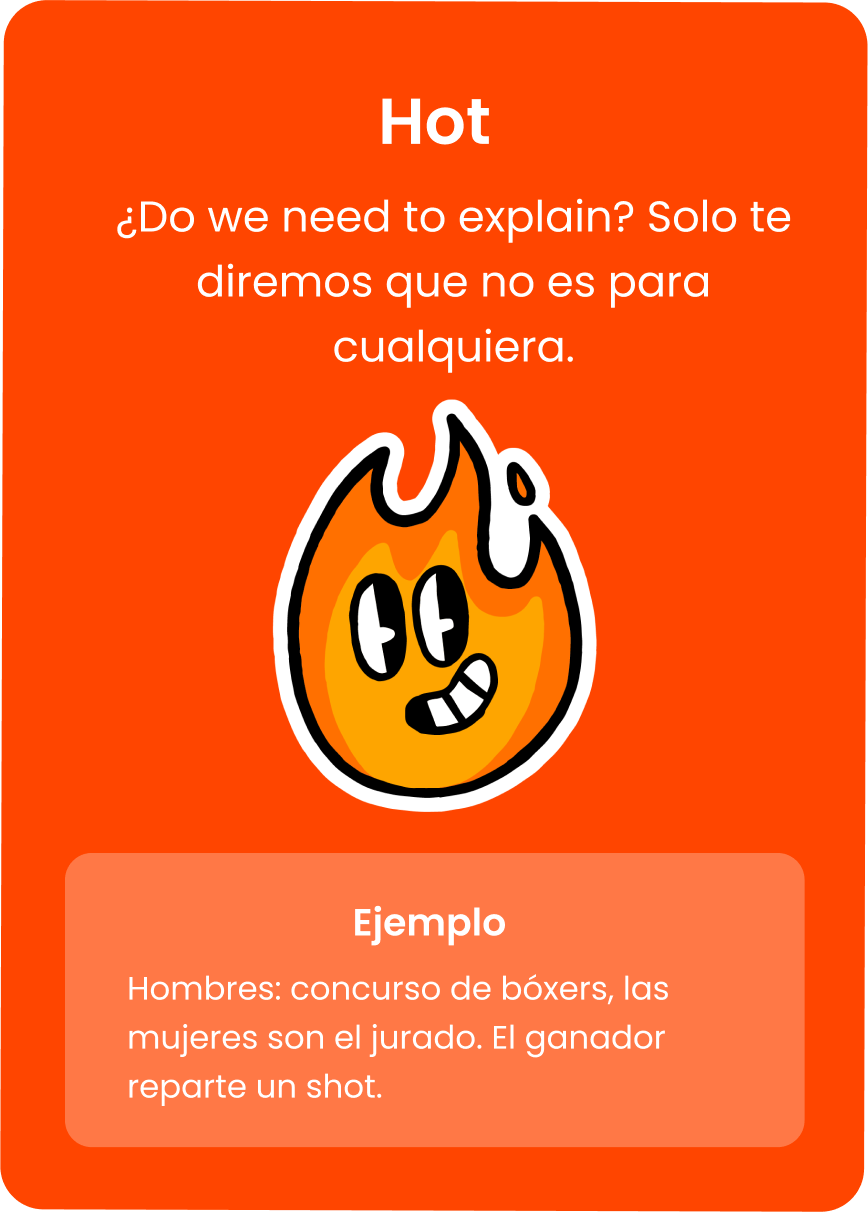 Hot
¿Do we need to explain? Solo te
diremos que no es para
cualquiera.
Ejemplo
Hombres: concurso de bóxers, las
mujeres son el jurado. El ganador
reparte un shot.